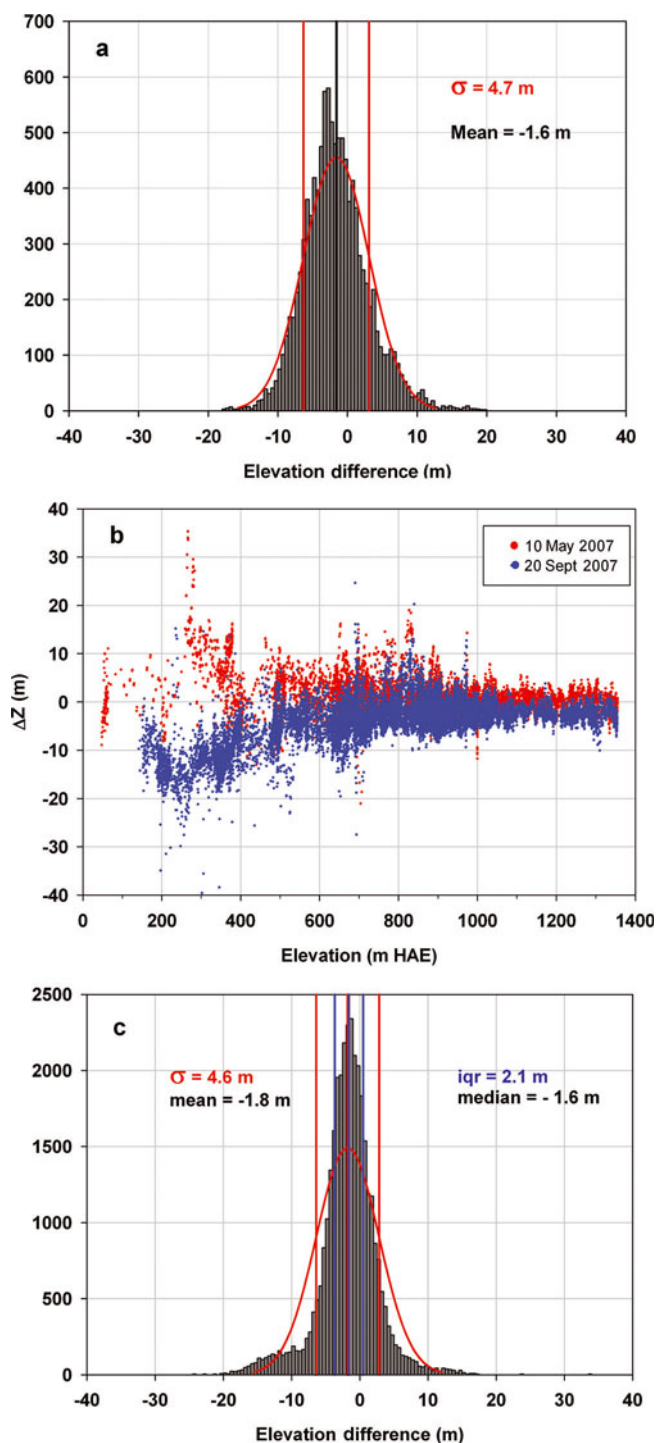 700
a
600
500
400
300
200
100
0
σ = 4.7 m
Mean = -1.6 m
-40 -30 -20 -10 0 10 20 30 40
Elevation difference (m)
40
b
30
20
10
0
-10
-20
-30
-40
ΔZ (m)
10 May 2007
20 Sept 2007
0 200 400 600 800 1000 1200 1400
Elevation (m HAE)
2500
c
2000
1500
1000
500
0
σ = 4.6 m
mean = -1.8 m
iqr = 2.1 m
median = - 1.6 m
-40 -30 -20 -10 0 10 20 30 40
Elevation difference (m)